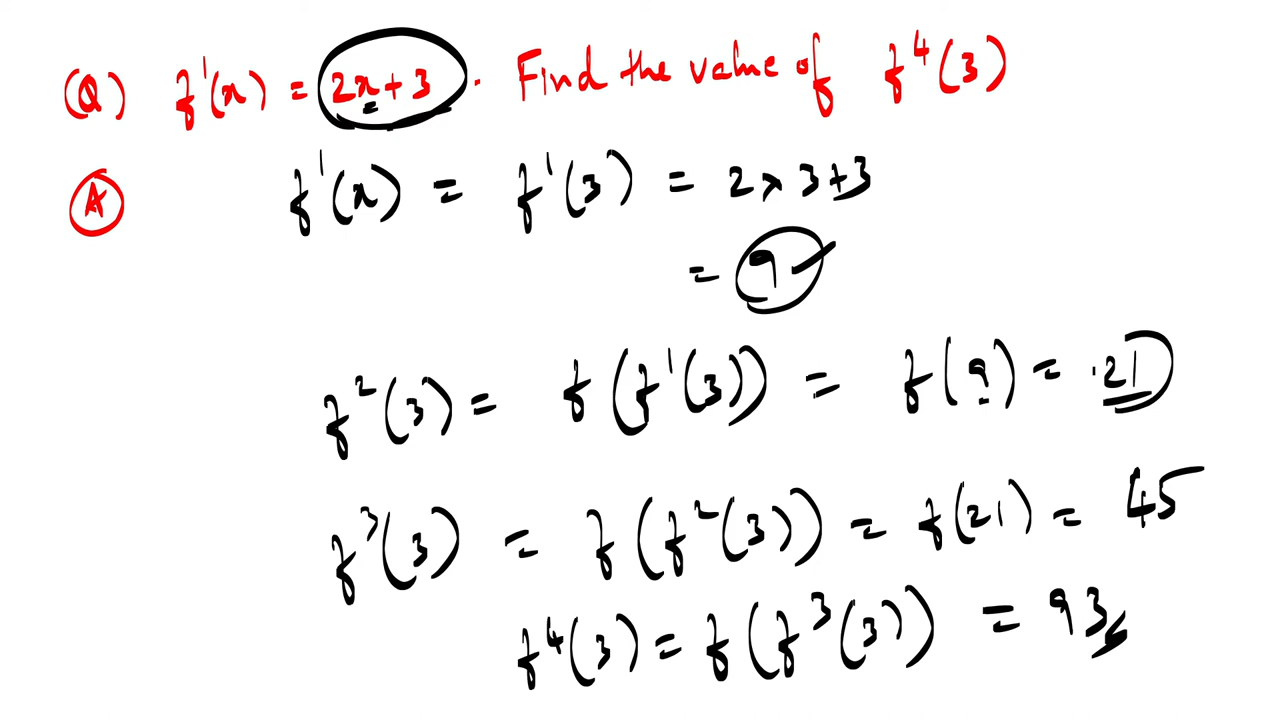 (Q) f¹(x) = 2x+3 . Find the value of f⁴(3)
(A) f¹(x) = f¹(3) = 2×3+3
= 9
f²(3) = f(f¹(3)) = f(9) = 21
f³(3) = f(f²(3)) = f(21) = 45
f⁴(3) = f(f³(3)) = 93